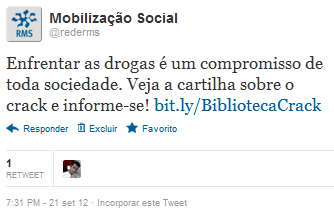 RMS
Mobilização Social
@rederms
Enfrentar as drogas é um compromisso de
toda sociedade. Veja a cartilha sobre o
crack e informe-se! bit.ly/BibliotecaCrack
Responder Excluir Favorito
1
RETWEET
7:31 PM - 21 set 12 · Incorporar este Tweet